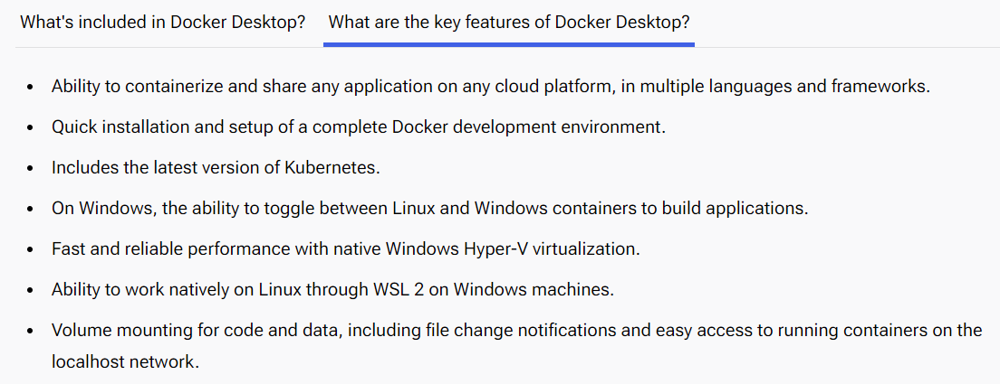 What's included in Docker Desktop? What are the key features of Docker Desktop?
• Ability to containerize and share any application on any cloud platform, in multiple languages and frameworks.
• Quick installation and setup of a complete Docker development environment.
• Includes the latest version of Kubernetes.
• On Windows, the ability to toggle between Linux and Windows containers to build applications.
• Fast and reliable performance with native Windows Hyper-V virtualization.
• Ability to work natively on Linux through WSL 2 on Windows machines.
• Volume mounting for code and data, including file change notifications and easy access to running containers on the
localhost network.